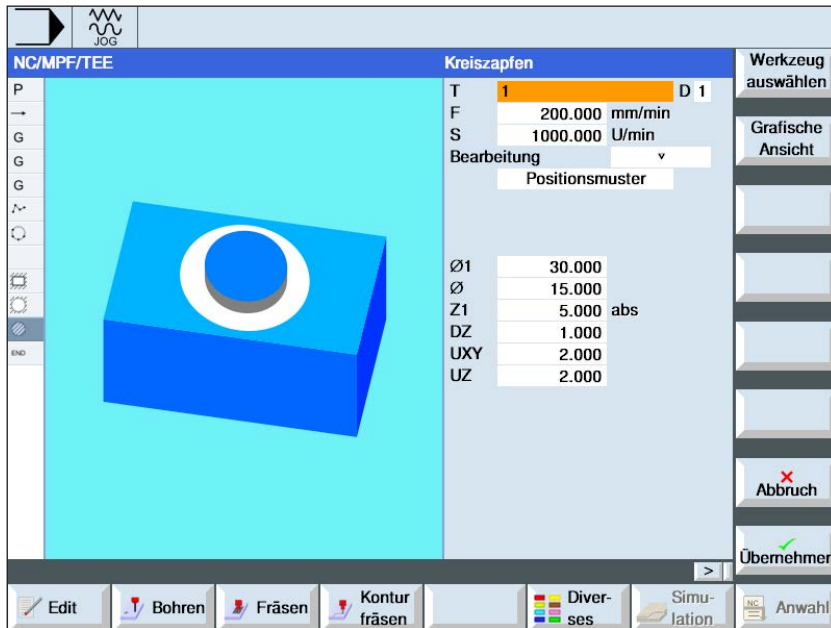 JOG
NC/MPF/TEE
Kreiszapfen
P
G
G
G
END
T 1 D 1
F 200.000 mm/min
S 1000.000 U/min
Bearbeitung ▿
Positionsmuster
Ø1 30.000
Ø 15.000
Z1 5.000 abs
DZ 1.000
UXY 2.000
UZ 2.000
Werkzeug
auswählen
Grafische
Ansicht
Abbruch
Übernehmen
>
Edit
Bohren
Fräsen
Kontur
fräsen
Diver-
ses
Simu-
lation
NC
Anwahl